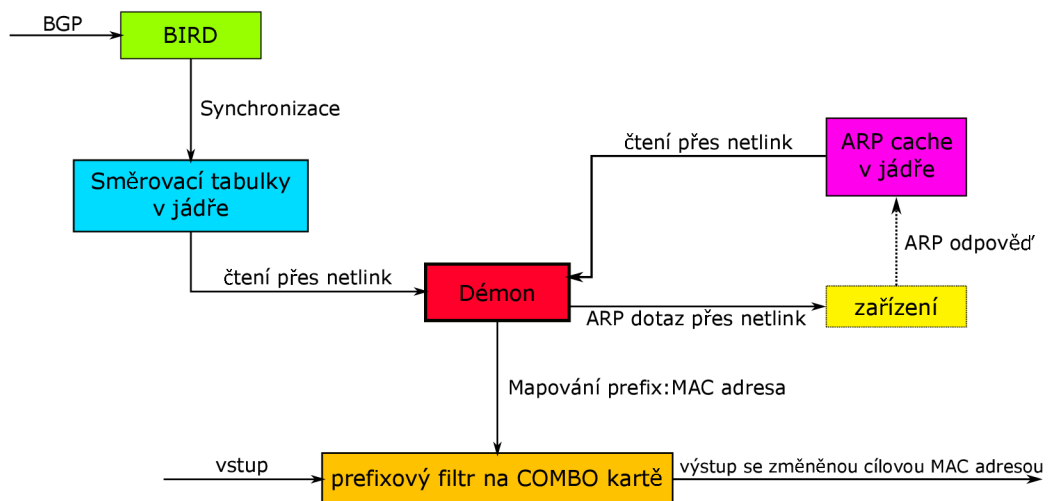 BGP
BIRD
Synchronizace
Směrovací tabulky
v jádře
čtení přes netlink
ARP cache
v jádře
ARP odpověď
čtení přes netlink
Démon
zařízení
ARP dotaz přes netlink
Mapování prefix:MAC adresa
vstup
prefixový filtr na COMBO kartě
výstup se změněnou cílovou MAC adresou